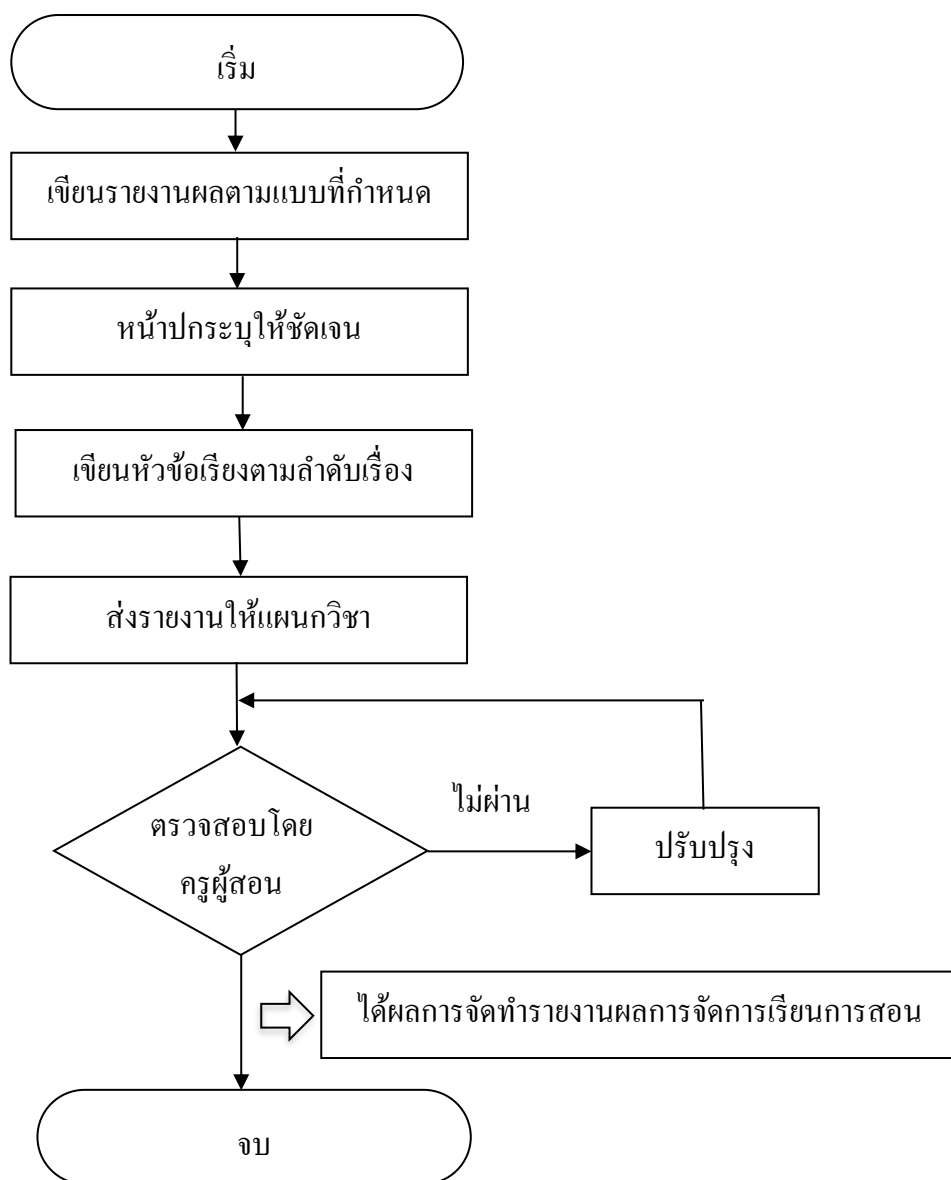 เริ่ม
เขียนรายงานผลตามแบบที่กำหนด
หน้าปกระบุให้ชัดเจน
เขียนหัวข้อเรียงตามลำดับเรื่อง
ส่งรายงานให้แผนกวิชา
ตรวจสอบโดย
ครูผู้สอน
ไม่ผ่าน
ปรับปรุง
ได้ผลการจัดทำรายงานผลการจัดการเรียนการสอน
จบ